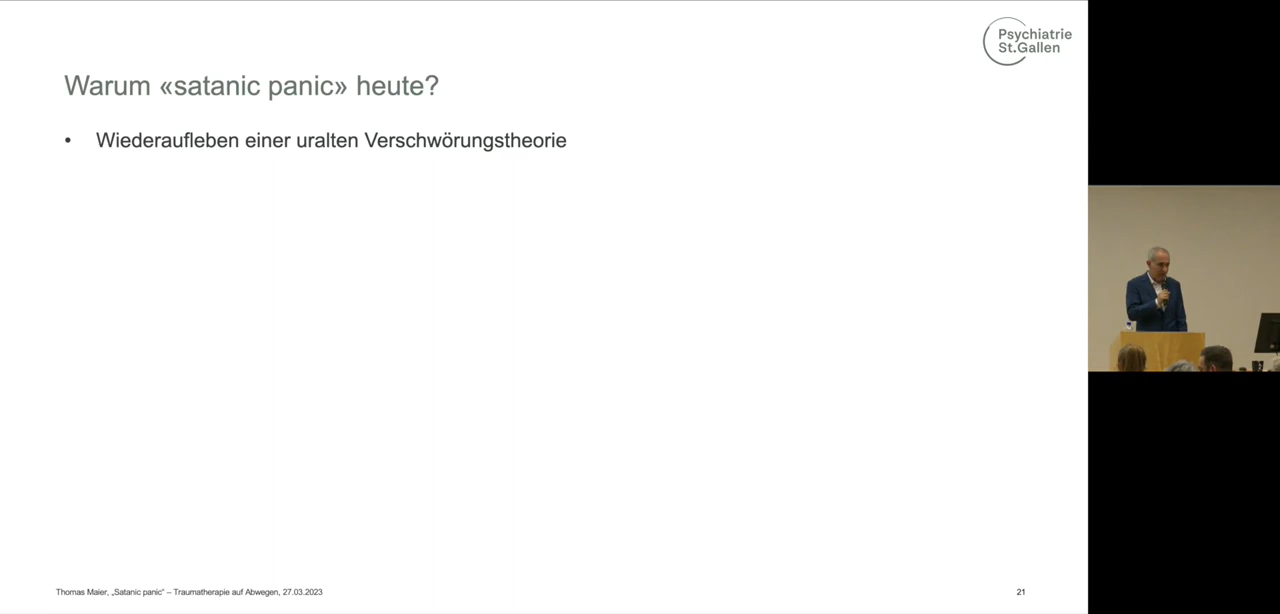 Psychiatrie
St.Gallen
Warum «satanic panic» heute?
• Wiederaufleben einer uralten Verschwörungstheorie
Thomas Maier, „Satanic panic“ – Traumatherapie auf Abwegen, 27.03.2023
21